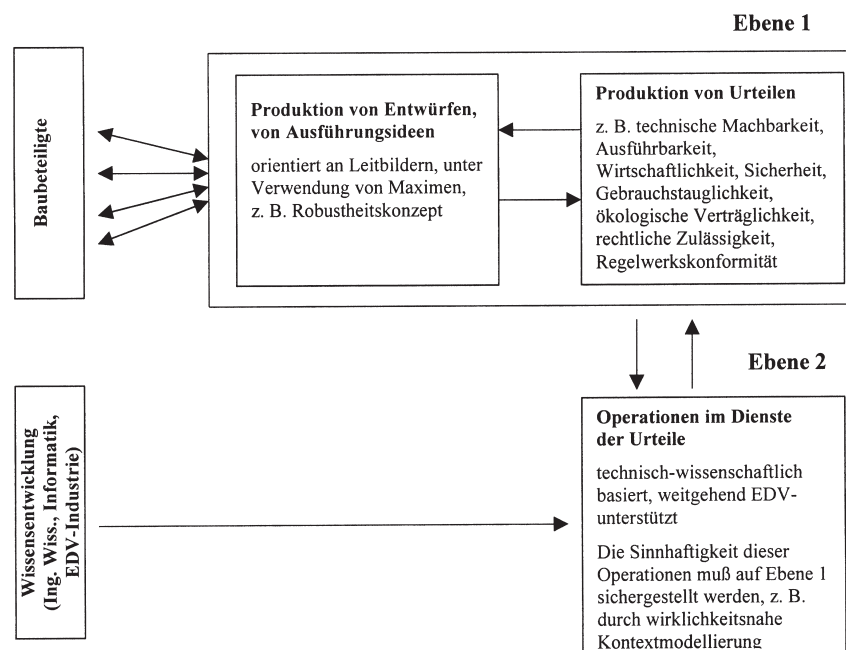 Ebene 1
Baubeteiligte
Produktion von Entwürfen,
von Ausführungsideen
orientiert an Leitbildern, unter
Verwendung von Maximen,
z. B. Robustheitskonzept
Produktion von Urteilen
z. B. technische Machbarkeit,
Ausführbarkeit,
Wirtschaftlichkeit, Sicherheit,
Gebrauchstauglichkeit,
ökologische Verträglichkeit,
rechtliche Zulässigkeit,
Regelwerkskonformität
Ebene 2
Wissensentwicklung
(Ing. Wiss., Informatik,
EDV-Industrie)
Operationen im Dienste
der Urteile
technisch-wissenschaftlich
basiert, weitgehend EDV-
unterstützt
Die Sinnhaftigkeit dieser
Operationen muß auf Ebene 1
sichergestellt werden, z. B.
durch wirklichkeitsnahe
Kontextmodellierung